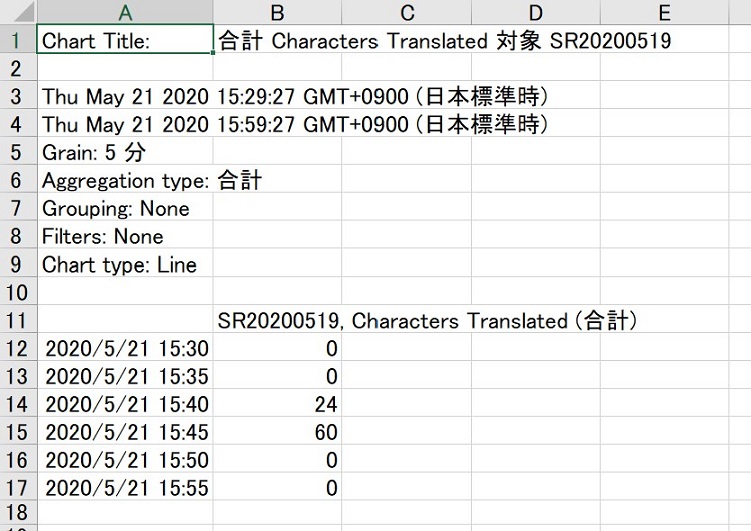 A B C D E
1 Chart Title: 合計 Characters Translated 対象 SR20200519
2
3 Thu May 21 2020 15:29:27 GMT+0900 (日本標準時)
4 Thu May 21 2020 15:59:27 GMT+0900 (日本標準時)
5 Grain: 5 分
6 Aggregation type: 合計
7 Grouping: None
8 Filters: None
9 Chart type: Line
10
11 SR20200519, Characters Translated (合計)
12 2020/5/21 15:30 0
13 2020/5/21 15:35 0
14 2020/5/21 15:40 24
15 2020/5/21 15:45 60
16 2020/5/21 15:50 0
17 2020/5/21 15:55 0
18